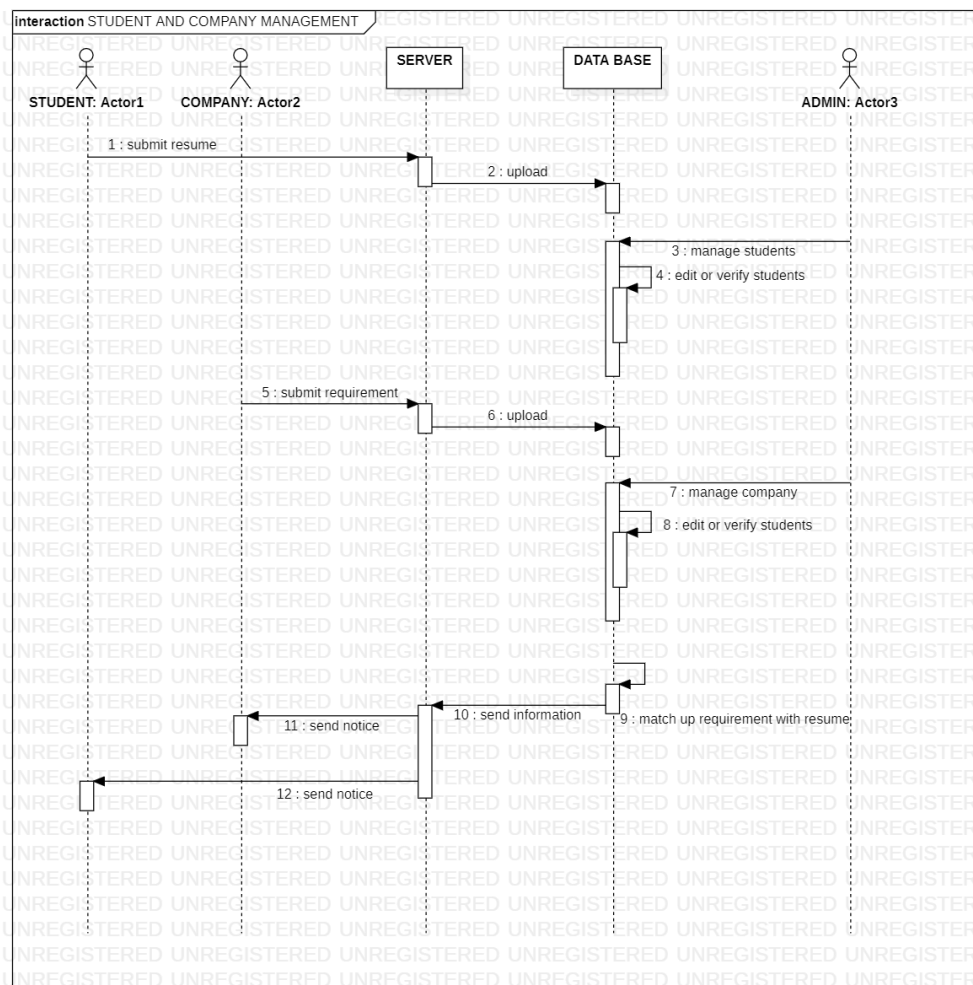 interaction STUDENT AND COMPANY MANAGEMENT
STUDENT: Actor1
COMPANY: Actor2
SERVER
DATA BASE
ADMIN: Actor3
1 : submit resume
2 : upload
3 : manage students
4 : edit or verify students
5 : submit requirement
6 : upload
7 : manage company
8 : edit or verify students
10 : send information
9 : match up requirement with resume
11 : send notice
12 : send notice
UNREGISTERED